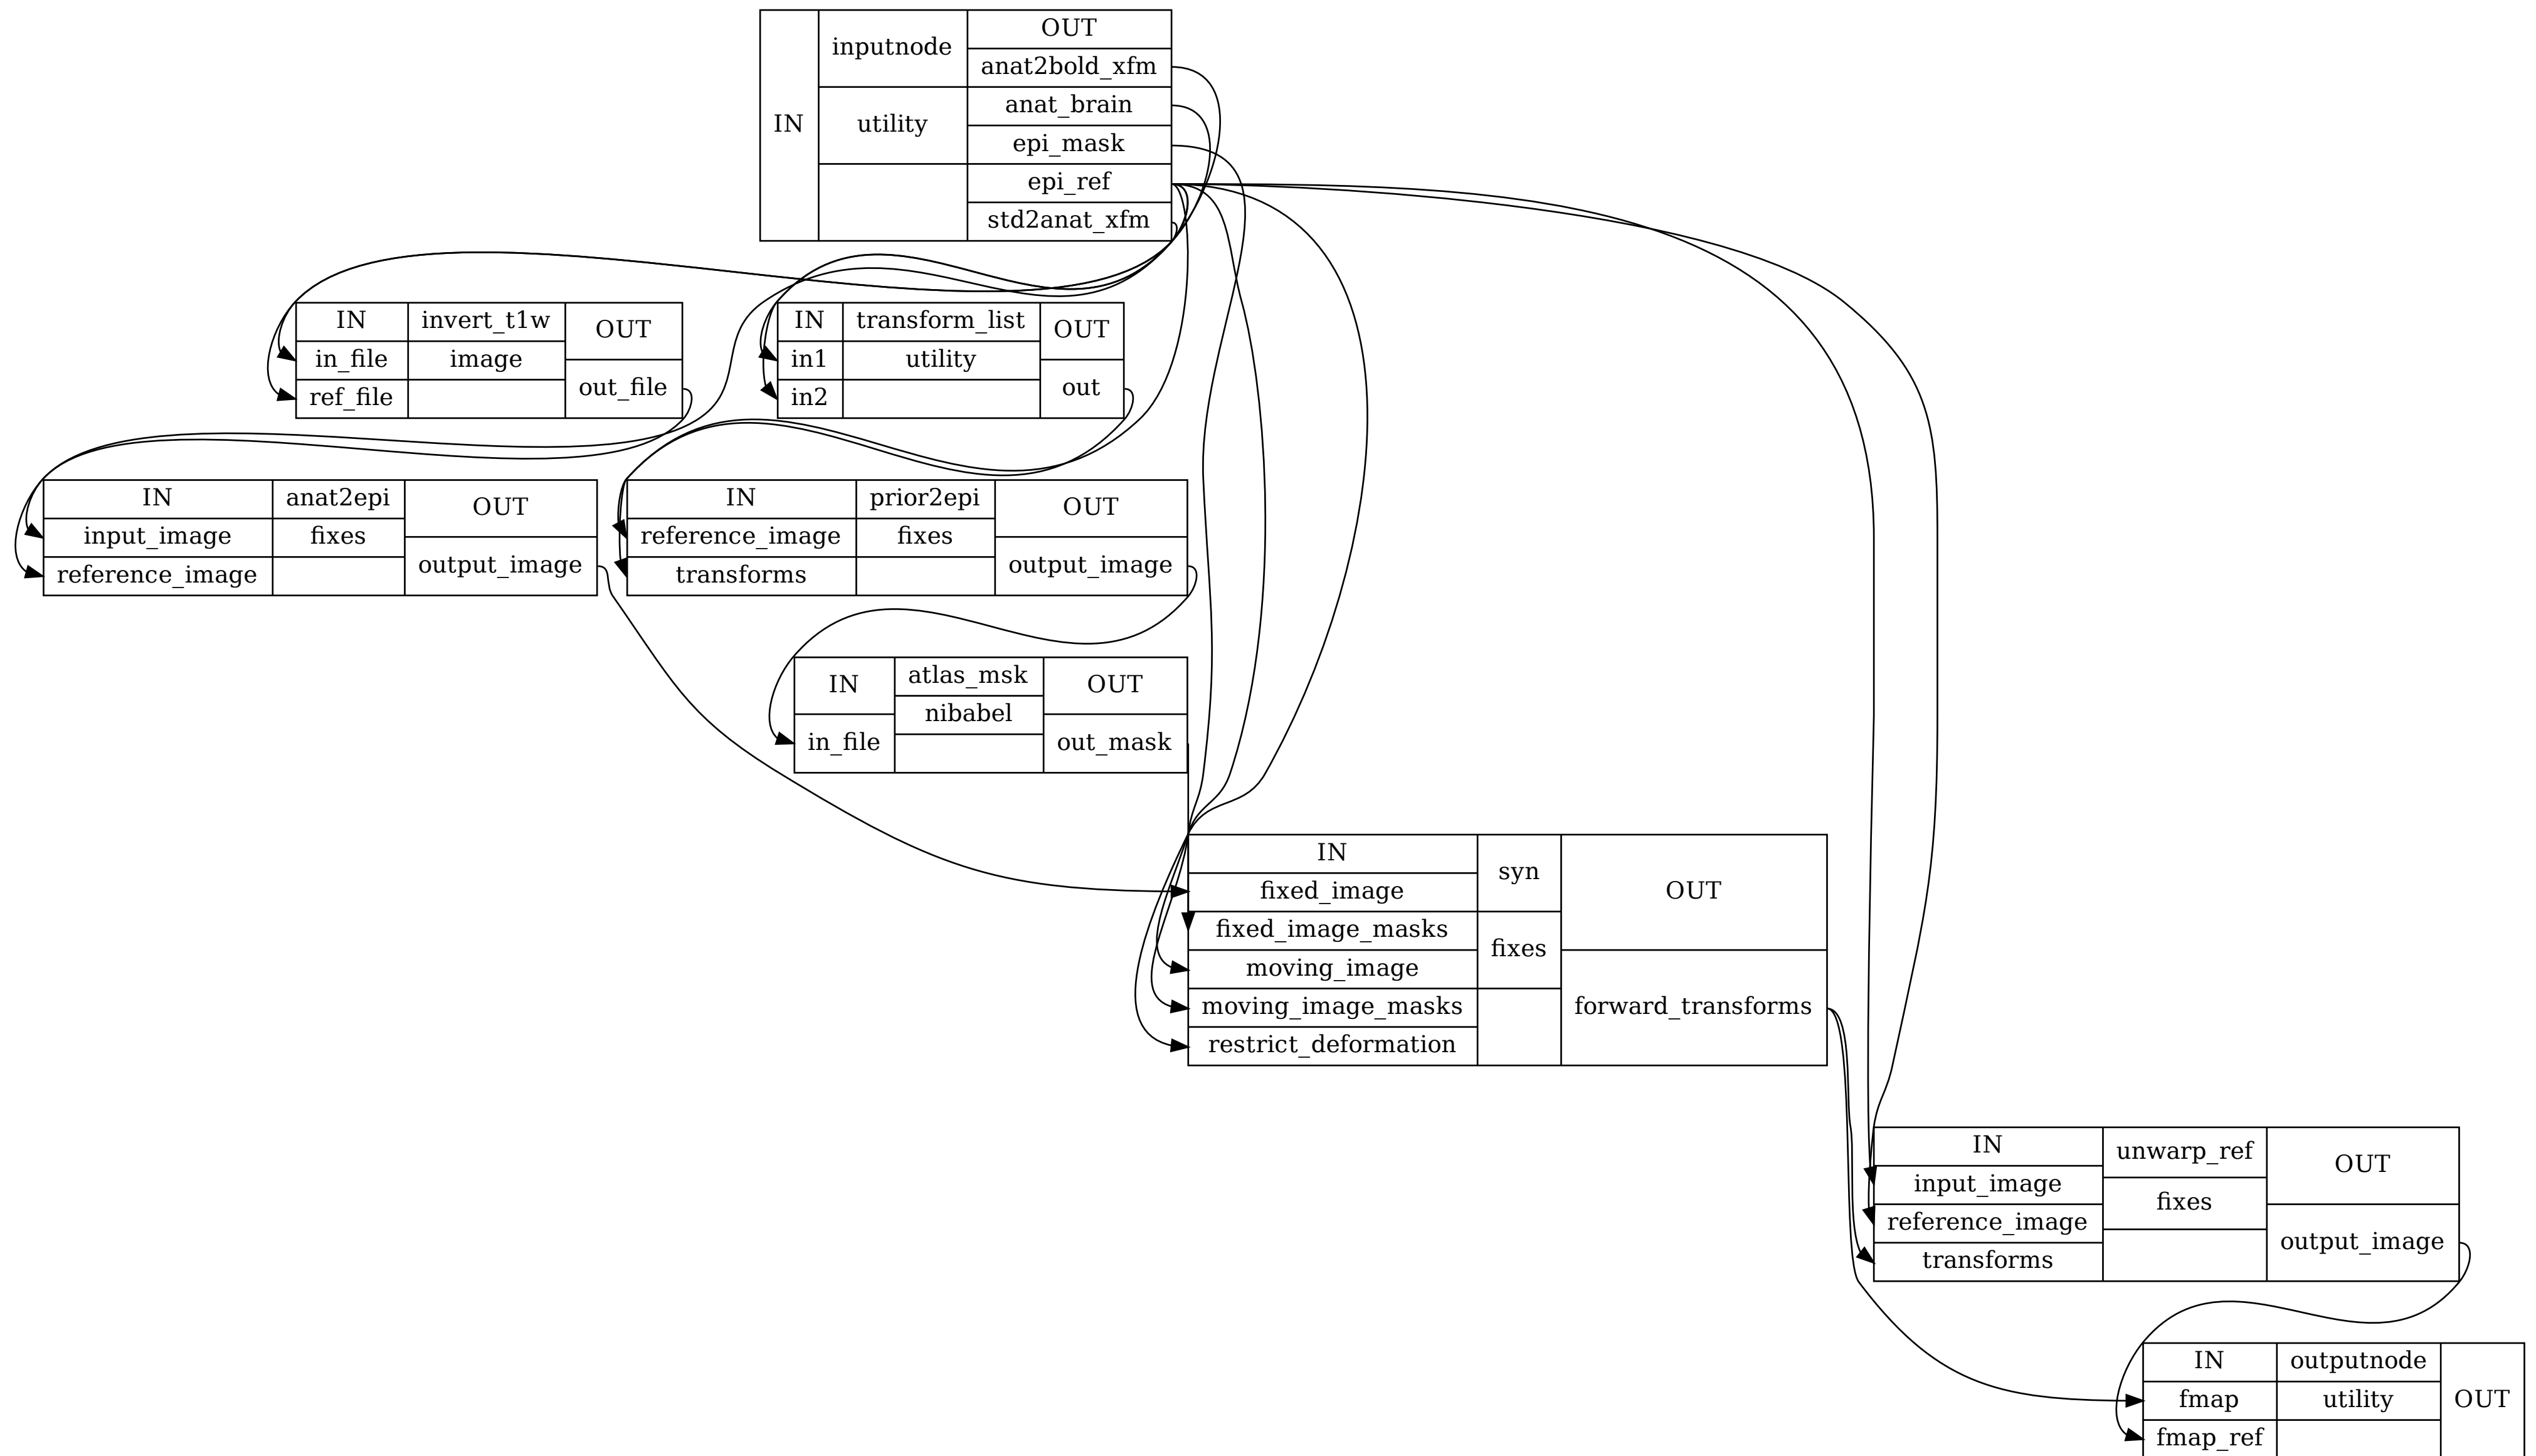 IN
inputnode
utility
OUT
anat2bold_xfm
anat_brain
epi_mask
epi_ref
std2anat_xfm
IN
in_file
ref_file
invert_t1w
image
OUT
out_file
IN
in1
in2
transform_list
utility
OUT
out
IN
input_image
reference_image
anat2epi
fixes
OUT
output_image
IN
reference_image
transforms
prior2epi
fixes
OUT
output_image
IN
in_file
atlas_msk
nibabel
OUT
out_mask
IN
fixed_image
fixed_image_masks
moving_image
moving_image_masks
restrict_deformation
syn
fixes
OUT
forward_transforms
IN
input_image
reference_image
transforms
unwarp_ref
fixes
OUT
output_image
IN
fmap
fmap_ref
outputnode
utility
OUT